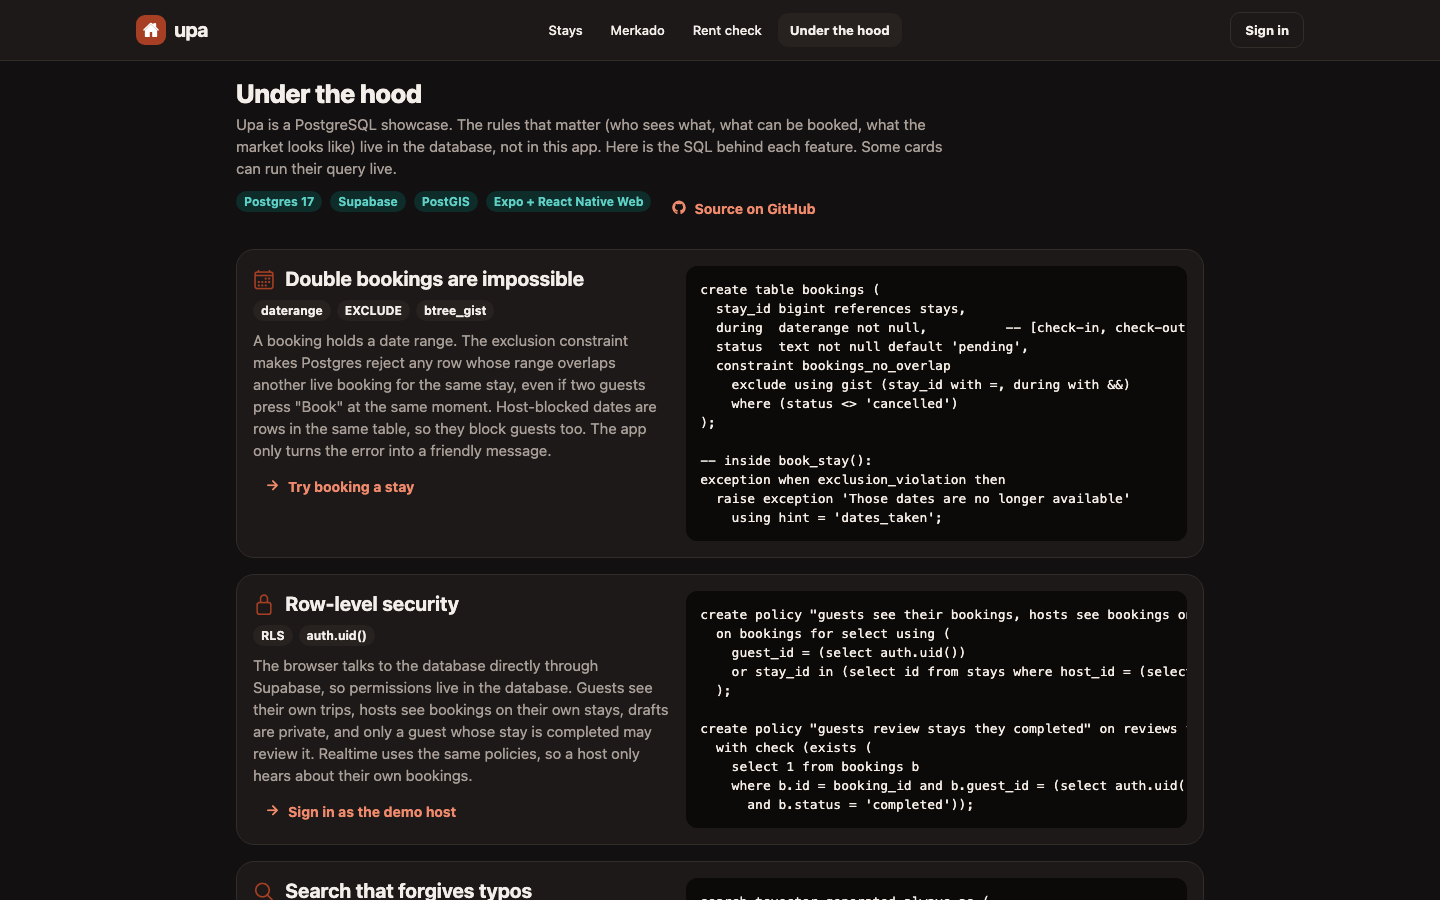 upa
Stays
Merkado
Rent check
Under the hood
Sign in
Under the hood
Upa is a PostgreSQL showcase. The rules that matter (who sees what, what can be booked, what the
market looks like) live in the database, not in this app. Here is the SQL behind each feature. Some cards
can run their query live.
Postgres 17
Supabase
PostGIS
Expo + React Native Web
Source on GitHub
Double bookings are impossible
daterange
EXCLUDE
btree_gist
A booking holds a date range. The exclusion constraint
makes Postgres reject any row whose range overlaps
another live booking for the same stay, even if two guests
press "Book" at the same moment. Host-blocked dates are
rows in the same table, so they block guests too. The app
only turns the error into a friendly message.
Try booking a stay
create table bookings (
  stay_id bigint references stays,
  during  daterange not null,          -- [check-in, check-out
  status  text not null default 'pending',
  constraint bookings_no_overlap
    exclude using gist (stay_id with =, during with &&)
    where (status <> 'cancelled')
);
-- inside book_stay():
exception when exclusion_violation then
  raise exception 'Those dates are no longer available'
    using hint = 'dates_taken';
Row-level security
RLS
auth.uid()
The browser talks to the database directly through
Supabase, so permissions live in the database. Guests see
their own trips, hosts see bookings on their own stays, drafts
are private, and only a guest whose stay is completed may
review it. Realtime uses the same policies, so a host only
hears about their own bookings.
Sign in as the demo host
create policy "guests see their bookings, hosts see bookings on
  on bookings for select using (
    guest_id = (select auth.uid())
    or stay_id in (select id from stays where host_id = (select
  );
create policy "guests review stays they completed" on reviews
  with check (exists (
    select 1 from bookings b
    where b.id = booking_id and b.guest_id = (select auth.uid(
      and b.status = 'completed'));
Search that forgives typos